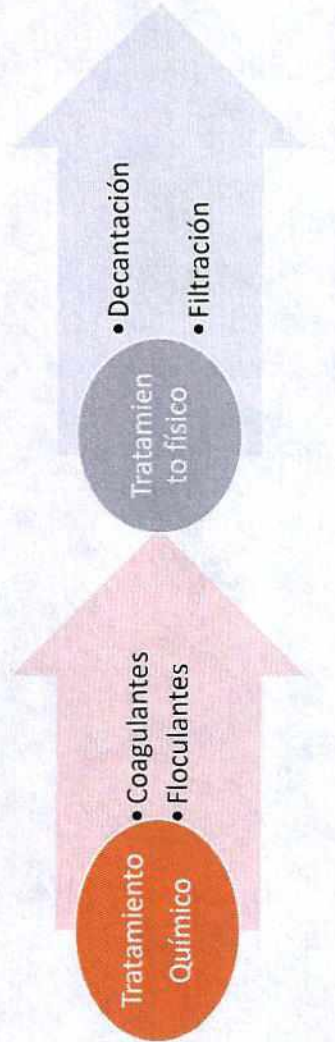 Tratamiento
Químico
• Coagulantes
• Floculantes
Tratamien
to físico
• Decantación
• Filtración